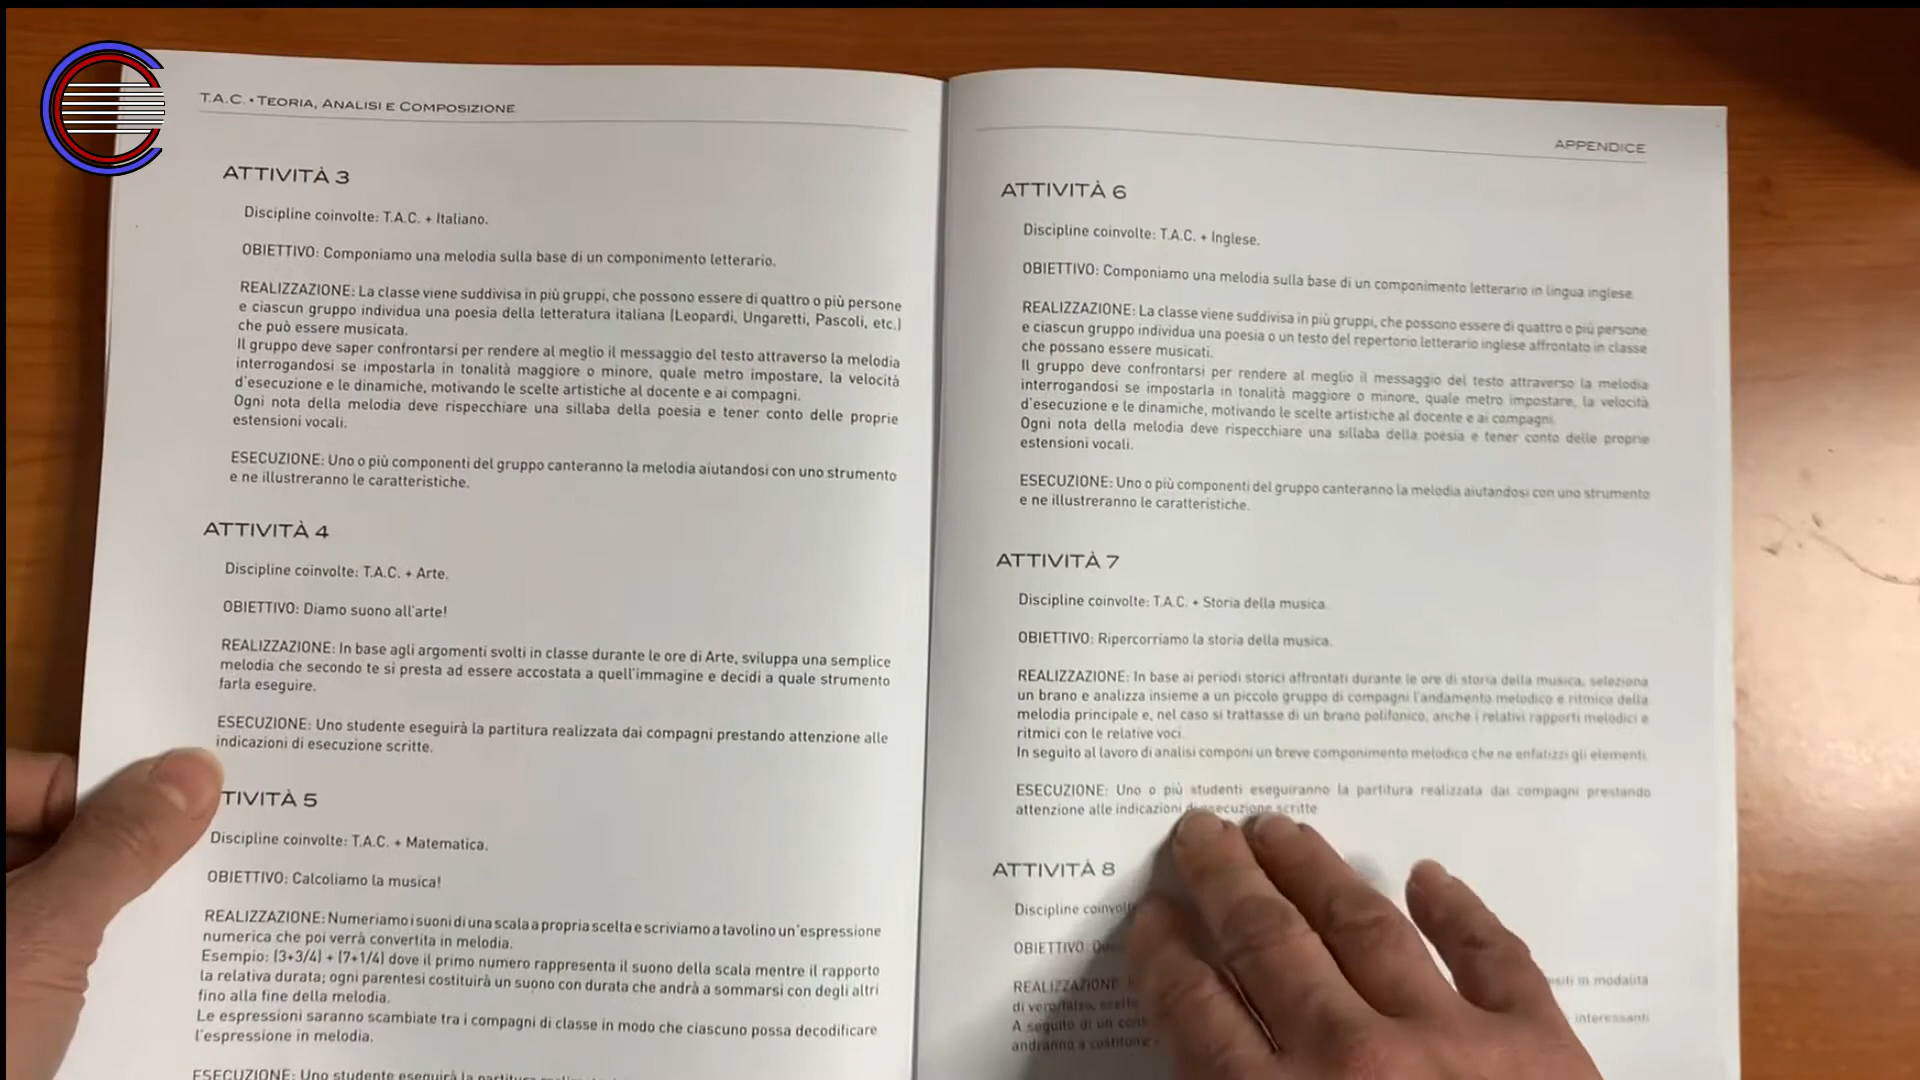 T.A.C. • TEORIA, ANALISI E COMPOSIZIONE
ATTIVITÀ 3
Discipline coinvolte: T.A.C. + Italiano.
OBIETTIVO: Componiamo una melodia sulla base di un componimento letterario.
REALIZZAZIONE: La classe viene suddivisa in più gruppi, che possono essere di quattro o più persone
e ciascun gruppo individua una poesia della letteratura italiana (Leopardi, Ungaretti, Pascoli, etc.)
che può essere musicata.
Il gruppo deve saper confrontarsi per rendere al meglio il messaggio del testo attraverso la melodia
interrogandosi se impostarla in tonalità maggiore o minore, quale metro impostare, la velocità
d'esecuzione e le dinamiche, motivando le scelte artistiche al docente e ai compagni.
Ogni nota della melodia deve rispecchiare una sillaba della poesia e tener conto delle proprie
estensioni vocali.
ESECUZIONE: Uno o più componenti del gruppo canteranno la melodia aiutandosi con uno strumento
e ne illustreranno le caratteristiche.
ATTIVITÀ 4
Discipline coinvolte: T.A.C. + Arte.
OBIETTIVO: Diamo suono all'arte!
REALIZZAZIONE: In base agli argomenti svolti in classe durante le ore di Arte, sviluppa una semplice
melodia che secondo te si presta ad essere accostata a quell'immagine e decidi a quale strumento
farla eseguire.
ESECUZIONE: Uno studente eseguirà la partitura realizzata dai compagni prestando attenzione alle
indicazioni di esecuzione scritte.
TIVITÀ 5
Discipline coinvolte: T.A.C. + Matematica.
OBIETTIVO: Calcoliamo la musica!
REALIZZAZIONE: Numeriamo i suoni di una scala a propria scelta e scriviamo a tavolino un'espressione
numerica che poi verrà convertita in melodia.
Esempio: (3+3/4) + (7+1/4) dove il primo numero rappresenta il suono della scala mentre il rapporto
la relativa durata; ogni parentesi costituirà un suono con durata che andrà a sommarsi con degli altri
fino alla fine della melodia.
Le espressioni saranno scambiate tra i compagni di classe in modo che ciascuno possa decodificare
l'espressione in melodia.
ESECUZIONE: Uno studente eseguirà la partitura
APPENDICE
ATTIVITÀ 6
Discipline coinvolte: T.A.C. + Inglese.
OBIETTIVO: Componiamo una melodia sulla base di un componimento letterario in lingua inglese.
REALIZZAZIONE: La classe viene suddivisa in più gruppi, che possono essere di quattro o più persone
e ciascun gruppo individua una poesia o un testo del repertorio letterario inglese affrontato in classe
che possano essere musicati.
Il gruppo deve confrontarsi per rendere al meglio il messaggio del testo attraverso la melodia
interrogandosi se impostarla in tonalità maggiore o minore, quale metro impostare, la velocità
d'esecuzione e le dinamiche, motivando le scelte artistiche al docente e ai compagni.
Ogni nota della melodia deve rispecchiare una sillaba della poesia e tener conto delle proprie
estensioni vocali.
ESECUZIONE: Uno o più componenti del gruppo canteranno la melodia aiutandosi con uno strumento
e ne illustreranno le caratteristiche.
ATTIVITÀ 7
Discipline coinvolte: T.A.C. + Storia della musica.
OBIETTIVO: Ripercorriamo la storia della musica.
REALIZZAZIONE: In base ai periodi storici affrontati durante le ore di storia della musica, seleziona
un brano e analizza insieme a un piccolo gruppo di compagni l'andamento melodico e ritmico della
melodia principale e, nel caso si trattasse di un brano polifonico, anche i relativi rapporti melodici e
ritmici con le relative voci.
In seguito al lavoro di analisi componi un breve componimento melodico che ne enfatizzi gli elementi.
ESECUZIONE: Uno o più studenti eseguiranno la partitura realizzata dai compagni prestando
attenzione alle indicazioni di esecuzione scritte
ATTIVITÀ 8
Discipline
OBIETTIVO:
REALIZZAZIONE: in modalità
di vero/falso, interessanti
A seguito di un
andranno a costituire